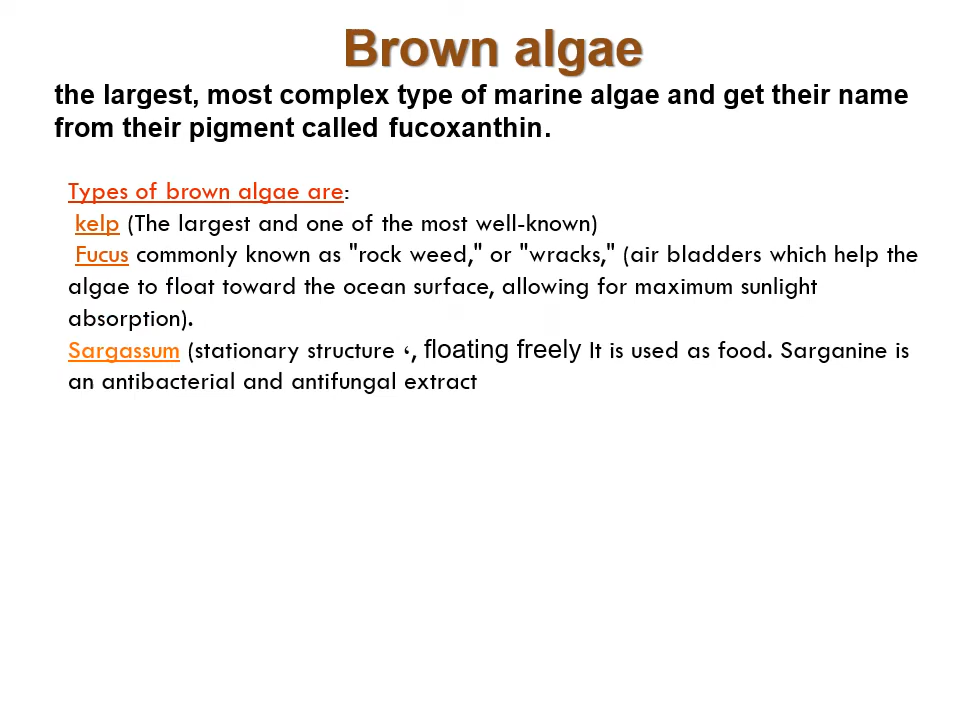 Brown algae
the largest, most complex type of marine algae and get their name
from their pigment called fucoxanthin.
Types of brown algae are:
kelp (The largest and one of the most well-known)
Fucus commonly known as "rock weed," or "wracks," (air bladders which help the
algae to float toward the ocean surface, allowing for maximum sunlight
absorption).
Sargassum (stationary structure ،, floating freely It is used as food. Sarganine is
an antibacterial and antifungal extract